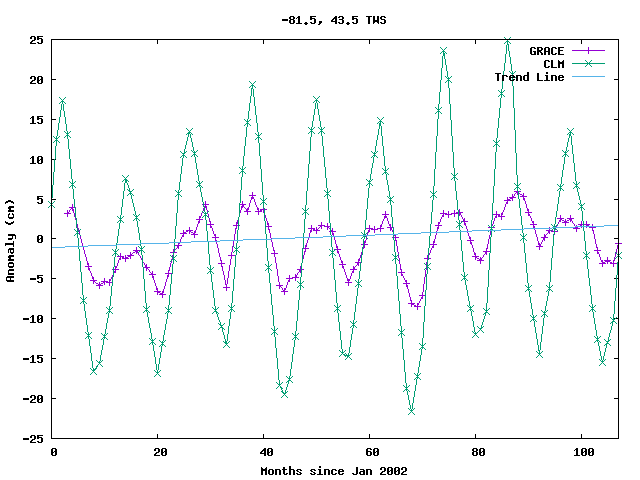 -81.5, 43.5 TWS
GRACE
CLM
Trend Line
Anomaly (cm)
25
20
15
10
5
0
-5
-10
-15
-20
-25
0 20 40 60 80 100
Months since Jan 2002